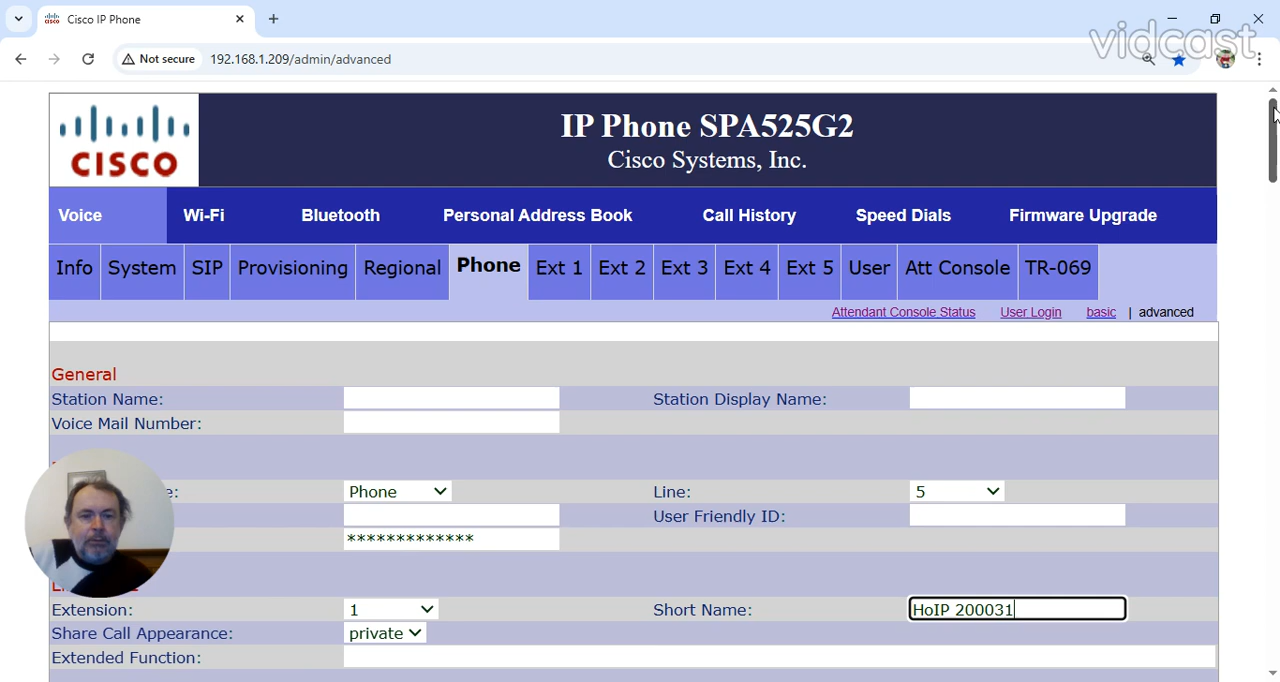 Cisco IP Phone
Not secure 192.168.1.209/admin/advanced
vidcast
CISCO
IP Phone SPA525G2
Cisco Systems, Inc.
Voice Wi-Fi Bluetooth Personal Address Book Call History Speed Dials Firmware Upgrade
Info System SIP Provisioning Regional Phone Ext 1 Ext 2 Ext 3 Ext 4 Ext 5 User Att Console TR-069
Attendant Console Status User Login basic | advanced
General
Station Name: Station Display Name:
Voice Mail Number:
Phone Line: 5
User Friendly ID:
*************
Extension: 1 Short Name: HoIP 200031
Share Call Appearance: private
Extended Function: